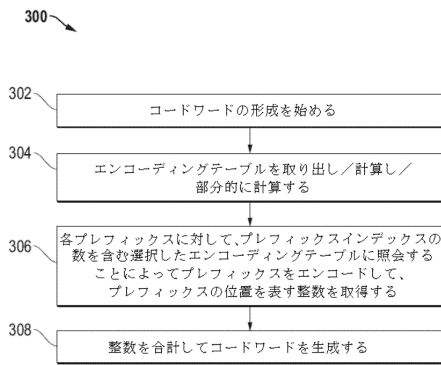 300
302
コードワードの形成を始める
304
エンコーディングテーブルを取り出し／計算し／
部分的に計算する
306
各プレフィックスに対して、プレフィックスインデックスの
数を含む選択したエンコーディングテーブルに照会する
ことによってプレフィックスをエンコードして、
プレフィックスの位置を表す整数を取得する
308
整数を合計してコードワードを生成する